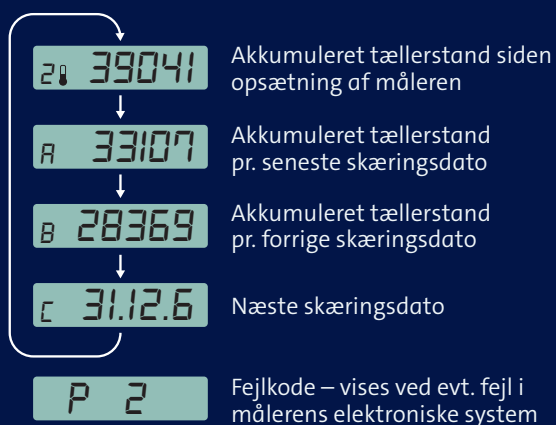 2 39041
Akkumuleret tællerstand siden
opsætning af måleren
A 33107
Akkumuleret tællerstand
pr. seneste skæringsdato
B 28369
Akkumuleret tællerstand
pr. forrige skæringsdato
C 31.12.6
Næste skæringsdato
P 2
Fejlkode – vises ved evt. fejl i
målerens elektroniske system